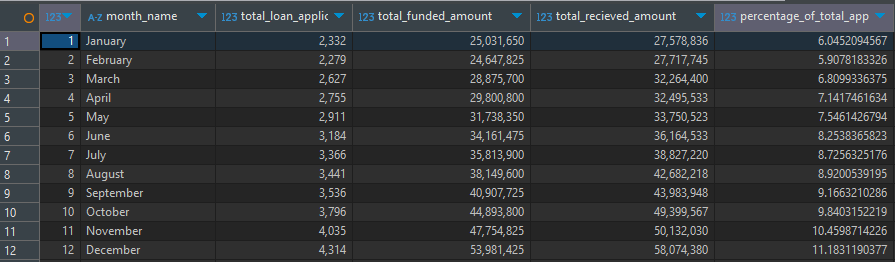 123 A-Z month_name 123 total_loan_applic 123 total_funded_amount 123 total_recieved_amount 123 percentage_of_total_app
1 1 January 2,332 25,031,650 27,578,836 6.0452094567
2 2 February 2,279 24,647,825 27,717,745 5.9078183326
3 3 March 2,627 28,875,700 32,264,400 6.8099336375
4 4 April 2,755 29,800,800 32,495,533 7.1417461634
5 5 May 2,911 31,738,350 33,750,523 7.5461426794
6 6 June 3,184 34,161,475 36,164,533 8.2538365823
7 7 July 3,366 35,813,900 38,827,220 8.7256325176
8 8 August 3,441 38,149,600 42,682,218 8.9200539195
9 9 September 3,536 40,907,725 43,983,948 9.1663210286
10 10 October 3,796 44,893,800 49,399,567 9.8403152219
11 11 November 4,035 47,754,825 50,132,030 10.4598714226
12 12 December 4,314 53,981,425 58,074,380 11.1831190377